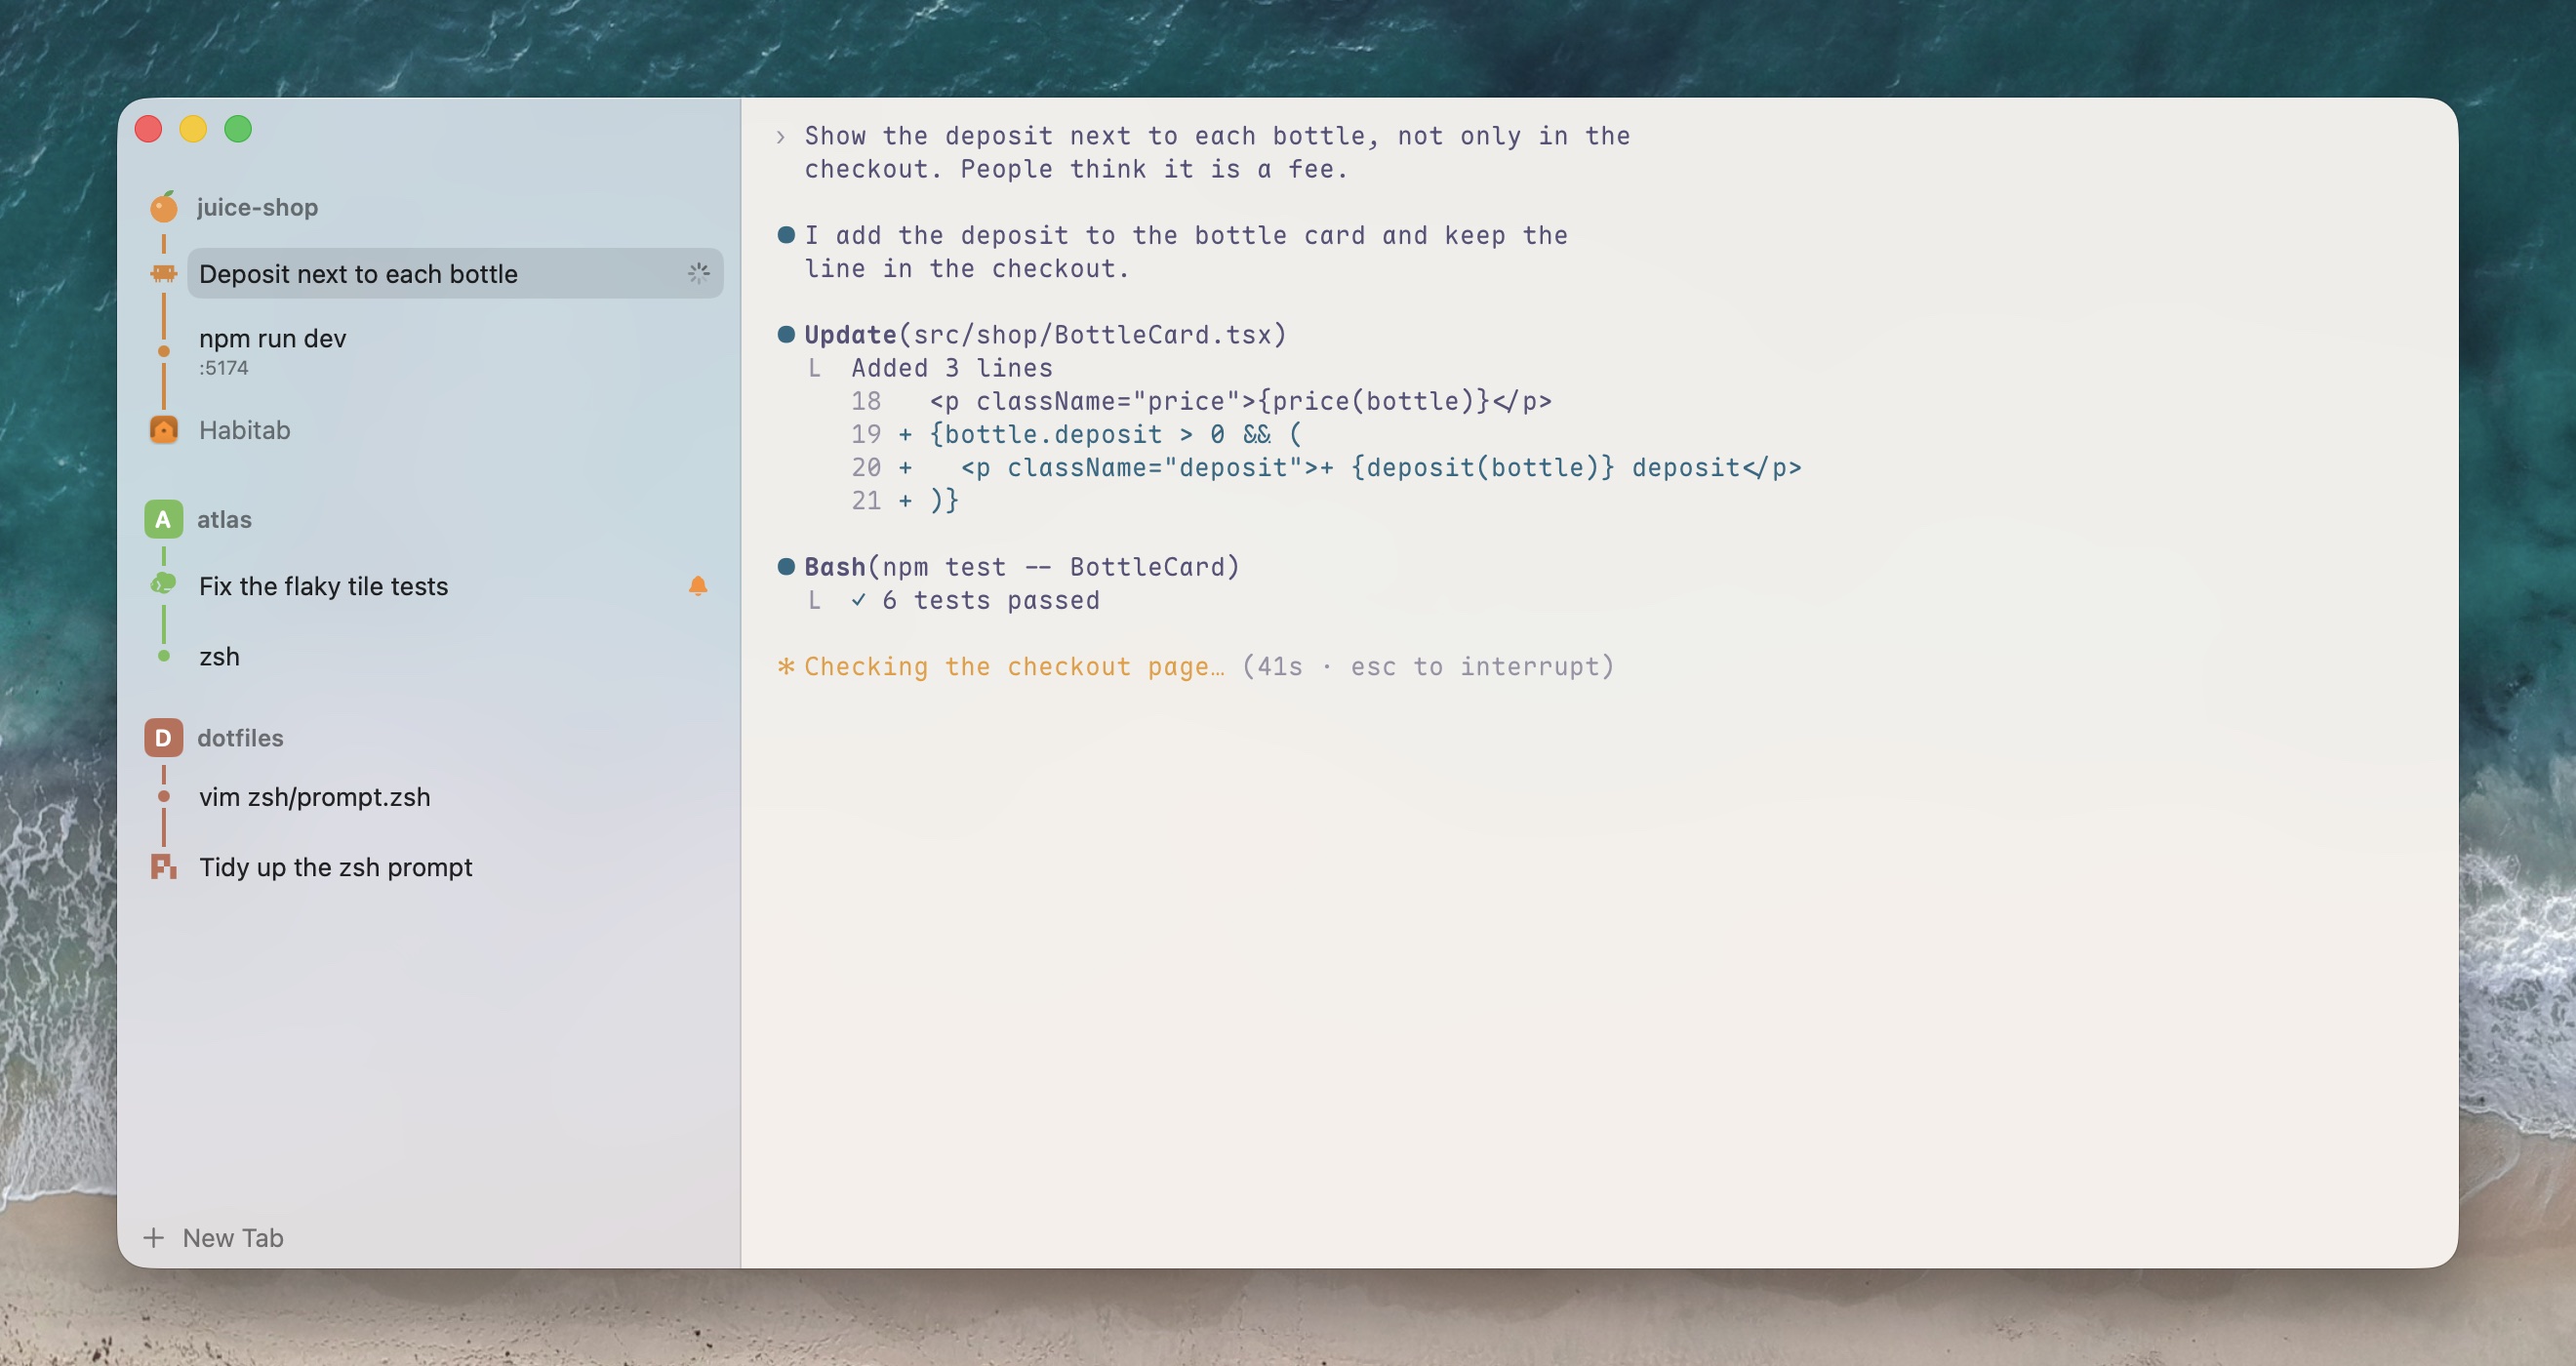 juice-shop
Deposit next to each bottle
npm run dev
:5174
Habitab
A atlas
Fix the flaky tile tests
zsh
D dotfiles
vim zsh/prompt.zsh
Tidy up the zsh prompt
+ New Tab
› Show the deposit next to each bottle, not only in the
checkout. People think it is a fee.
● I add the deposit to the bottle card and keep the
line in the checkout.
● Update(src/shop/BottleCard.tsx)
└ Added 3 lines
18   <p className="price">{price(bottle)}</p>
19 + {bottle.deposit > 0 && (
20 +   <p className="deposit">+ {deposit(bottle)} deposit</p>
21 + )}
● Bash(npm test -- BottleCard)
└ ✓ 6 tests passed
* Checking the checkout page… (41s · esc to interrupt)